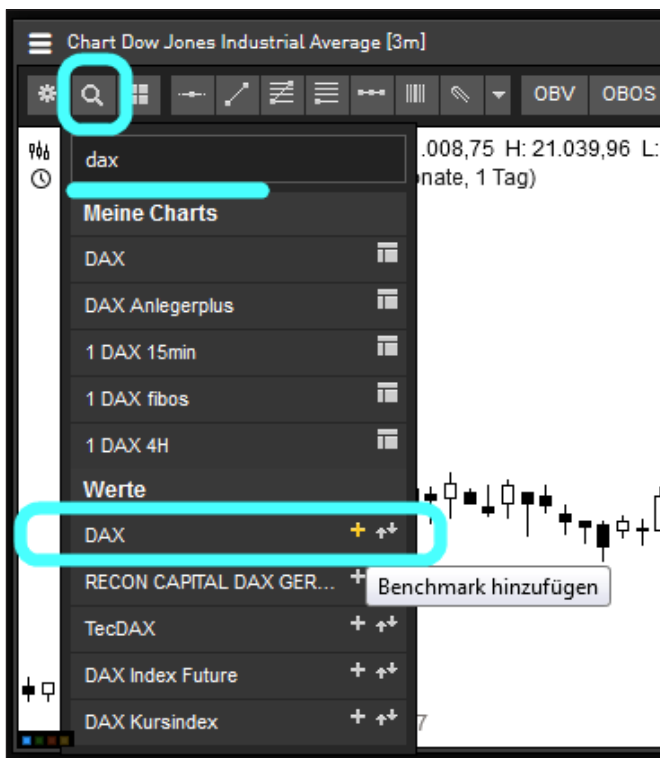 Chart Dow Jones Industrial Average [3m]
OBV OBOS
dax
.008,75 H: 21.039,96 L:
nate, 1 Tag)
Meine Charts
DAX
DAX Anlegerplus
1 DAX 15min
1 DAX fibos
1 DAX 4H
Werte
DAX
RECON CAPITAL DAX GER...
Benchmark hinzufügen
TecDAX
DAX Index Future
DAX Kursindex
7